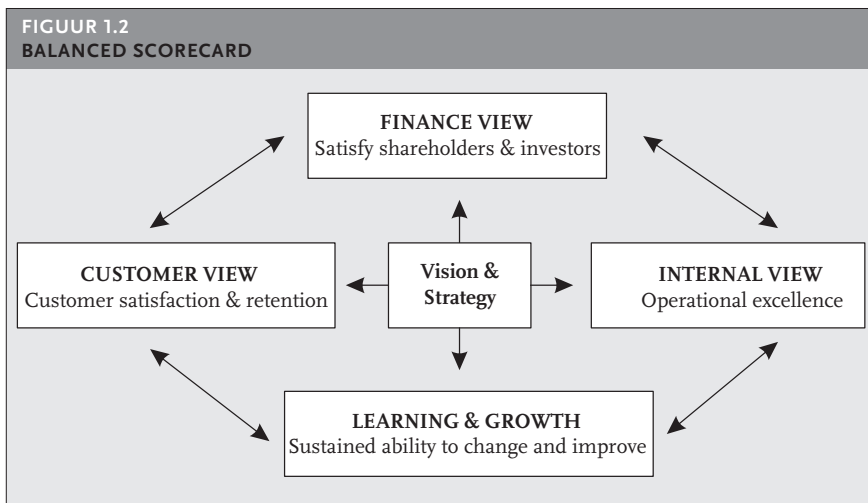 FIGUUR 1.2
BALANCED SCORECARD
FINANCE VIEW
Satisfy shareholders & investors
CUSTOMER VIEW
Customer satisfaction & retention
Vision &
Strategy
INTERNAL VIEW
Operational excellence
LEARNING & GROWTH
Sustained ability to change and improve